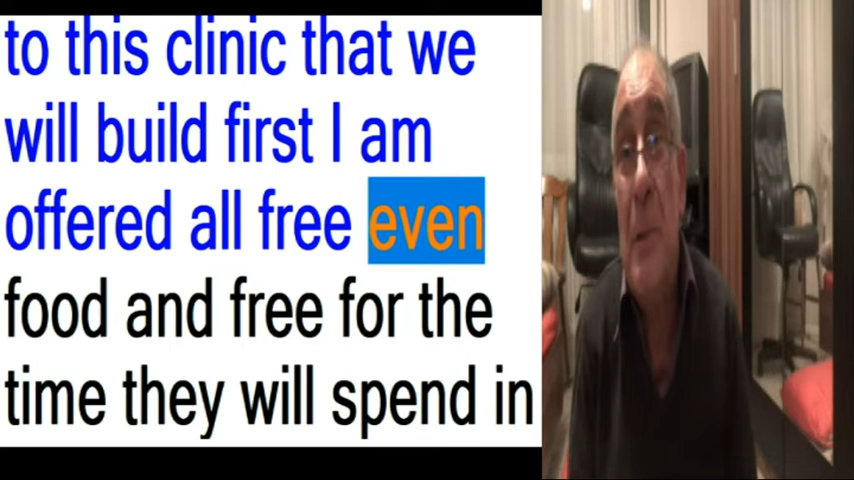 to this clinic that we
will build first I am
offered all free even
food and free for the
time they will spend in